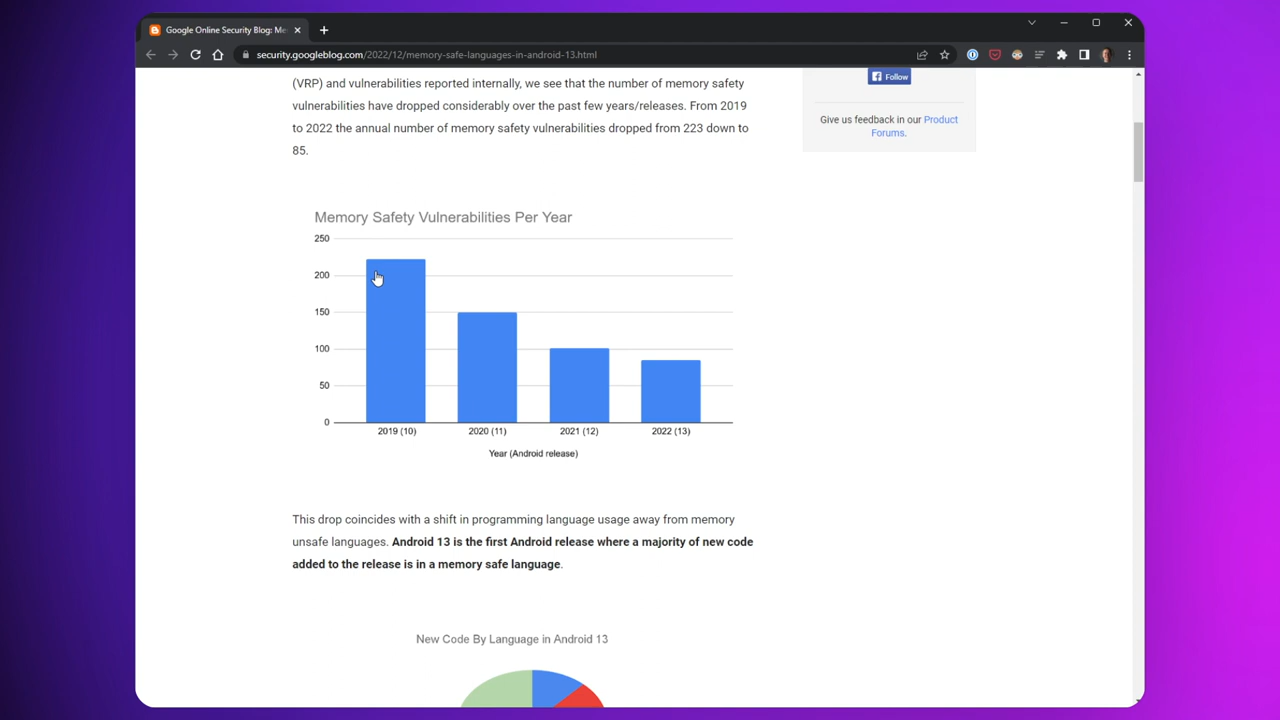 Google Online Security Blog: Me
security.googleblog.com/2022/12/memory-safe-languages-in-android-13.html
(VRP) and vulnerabilities reported internally, we see that the number of memory safety
vulnerabilities have dropped considerably over the past few years/releases. From 2019
to 2022 the annual number of memory safety vulnerabilities dropped from 223 down to
85.
Follow
Give us feedback in our Product
Forums.
Memory Safety Vulnerabilities Per Year
250
200
150
100
50
0
2019 (10) 2020 (11) 2021 (12) 2022 (13)
Year (Android release)
This drop coincides with a shift in programming language usage away from memory
unsafe languages. Android 13 is the first Android release where a majority of new code
added to the release is in a memory safe language.
New Code By Language in Android 13